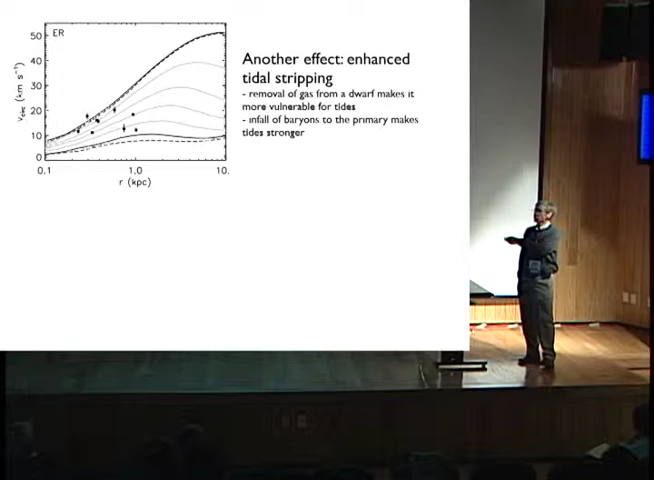 ER
50
40
30
20
10
0
v_circ (km s⁻¹)
0.1
1.0
10.
r (kpc)
Another effect: enhanced
tidal stripping
- removal of gas from a dwarf makes it
more vulnerable for tides
- infall of baryons to the primary makes
tides stronger